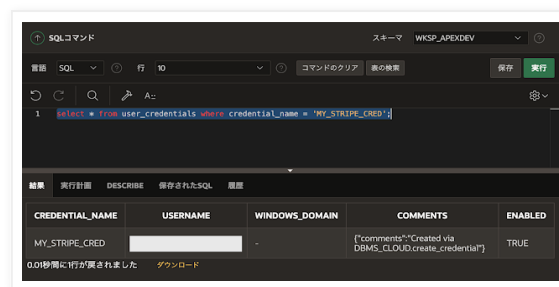 SQLコマンド スキーマ WKSP_APEXDEV
言語 SQL 行 10 コマンドのクリア 表の検索 保存 実行
A::
1 select * from user_credentials where credential_name = 'MY_STRIPE_CRED';
結果 実行計画 DESCRIBE 保存されたSQL 履歴
CREDENTIAL_NAME USERNAME WINDOWS_DOMAIN COMMENTS ENABLED
MY_STRIPE_CRED - {"comments":"Created via TRUE
DBMS_CLOUD.create_credential"}
0.01秒間に1行が戻されました ダウンロード